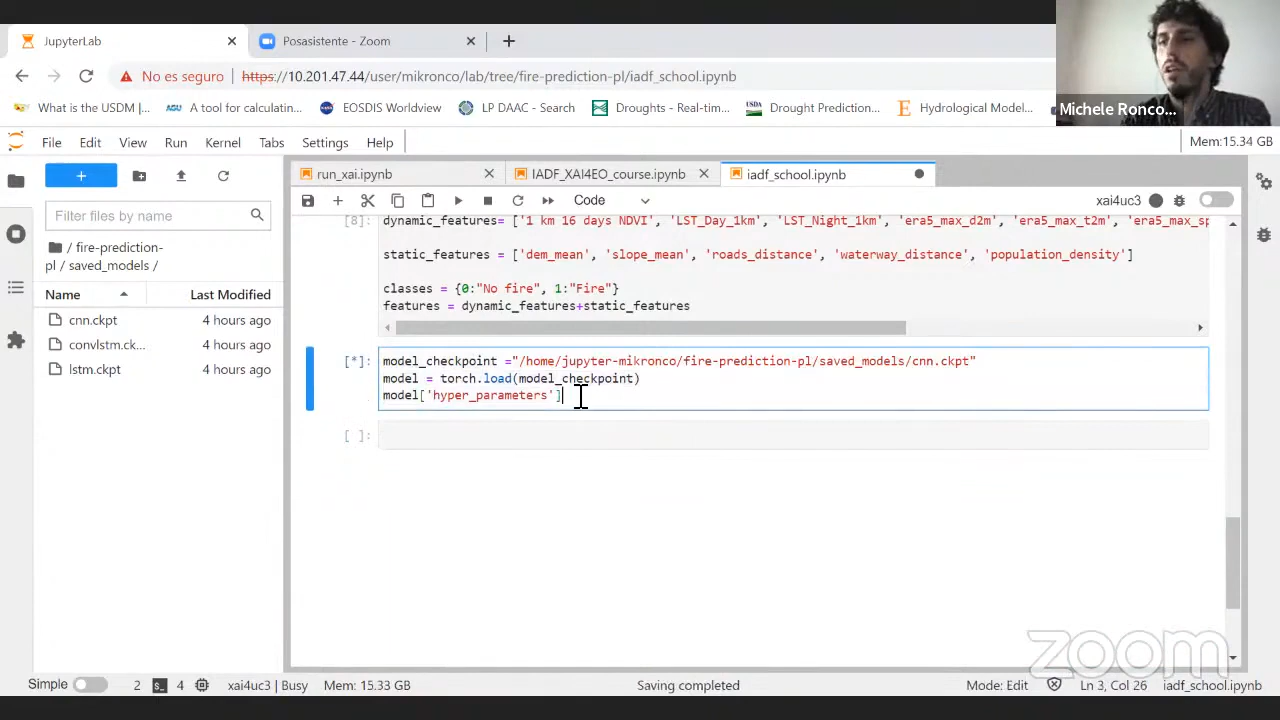 JupyterLab
Posasistente - Zoom
No es seguro
https://10.201.47.44/user/mikronco/lab/tree/fire-prediction-pl/iadf_school.ipynb
What is the USDM |...
AGU
A tool for calculatin...
EOSDIS Worldview
LP DAAC - Search
Droughts - Real-tim...
USDA
Drought Prediction...
Hydrological Model...
Michele Ronco...
File Edit View Run Kernel Tabs Settings Help
Mem:15.34 GB
run_xai.ipynb
IADF_XAI4EO_course.ipynb
iadf_school.ipynb
Code
xai4uc3
Filter files by name
/ fire-prediction-
pl / saved_models /
Name Last Modified
cnn.ckpt 4 hours ago
convlstm.ck... 4 hours ago
lstm.ckpt 4 hours ago
[8]: dynamic_features= ['1 km 16 days NDVI', 'LST_Day_1km', 'LST_Night_1km', 'era5_max_d2m', 'era5_max_t2m', 'era5_max_sp
static_features = ['dem_mean', 'slope_mean', 'roads_distance', 'waterway_distance', 'population_density']
classes = {0:"No fire", 1:"Fire"}
features = dynamic_features+static_features
[*]: model_checkpoint ="/home/jupyter-mikronco/fire-prediction-pl/saved_models/cnn.ckpt"
model = torch.load(model_checkpoint)
model['hyper_parameters']
[ ]:
zoom
Simple 2 4 xai4uc3 | Busy Mem: 15.33 GB Saving completed Mode: Edit Ln 3, Col 26 iadf_school.ipynb